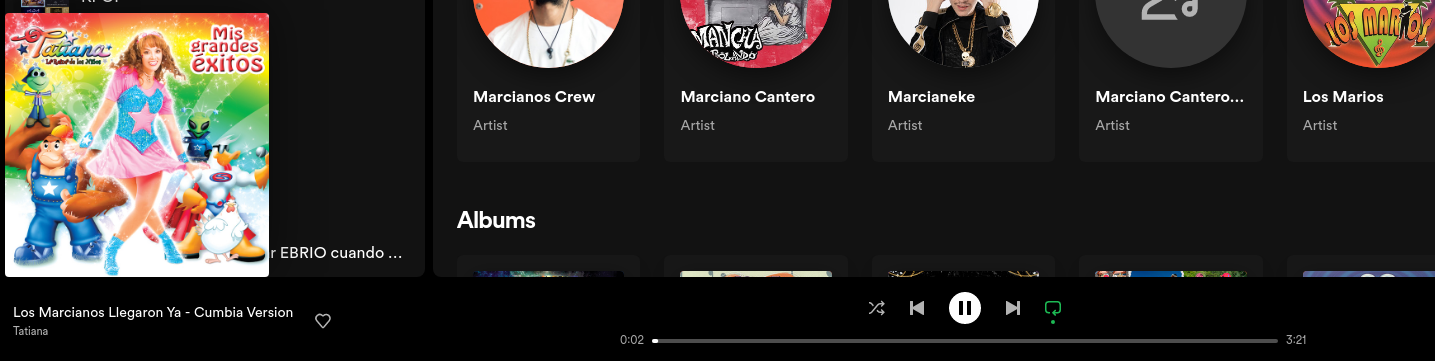 Tatiana
La Reina de los Niños
Mis
grandes
éxitos
r EBRIO cuando ...
MANCHA
ROLANDO
LOS MARIOS
Marcianos Crew
Artist
Marciano Cantero
Artist
Marcianeke
Artist
Marciano Cantero...
Artist
Los Marios
Artist
Albums
Los Marcianos Llegaron Ya - Cumbia Version
Tatiana
0:02
3:21